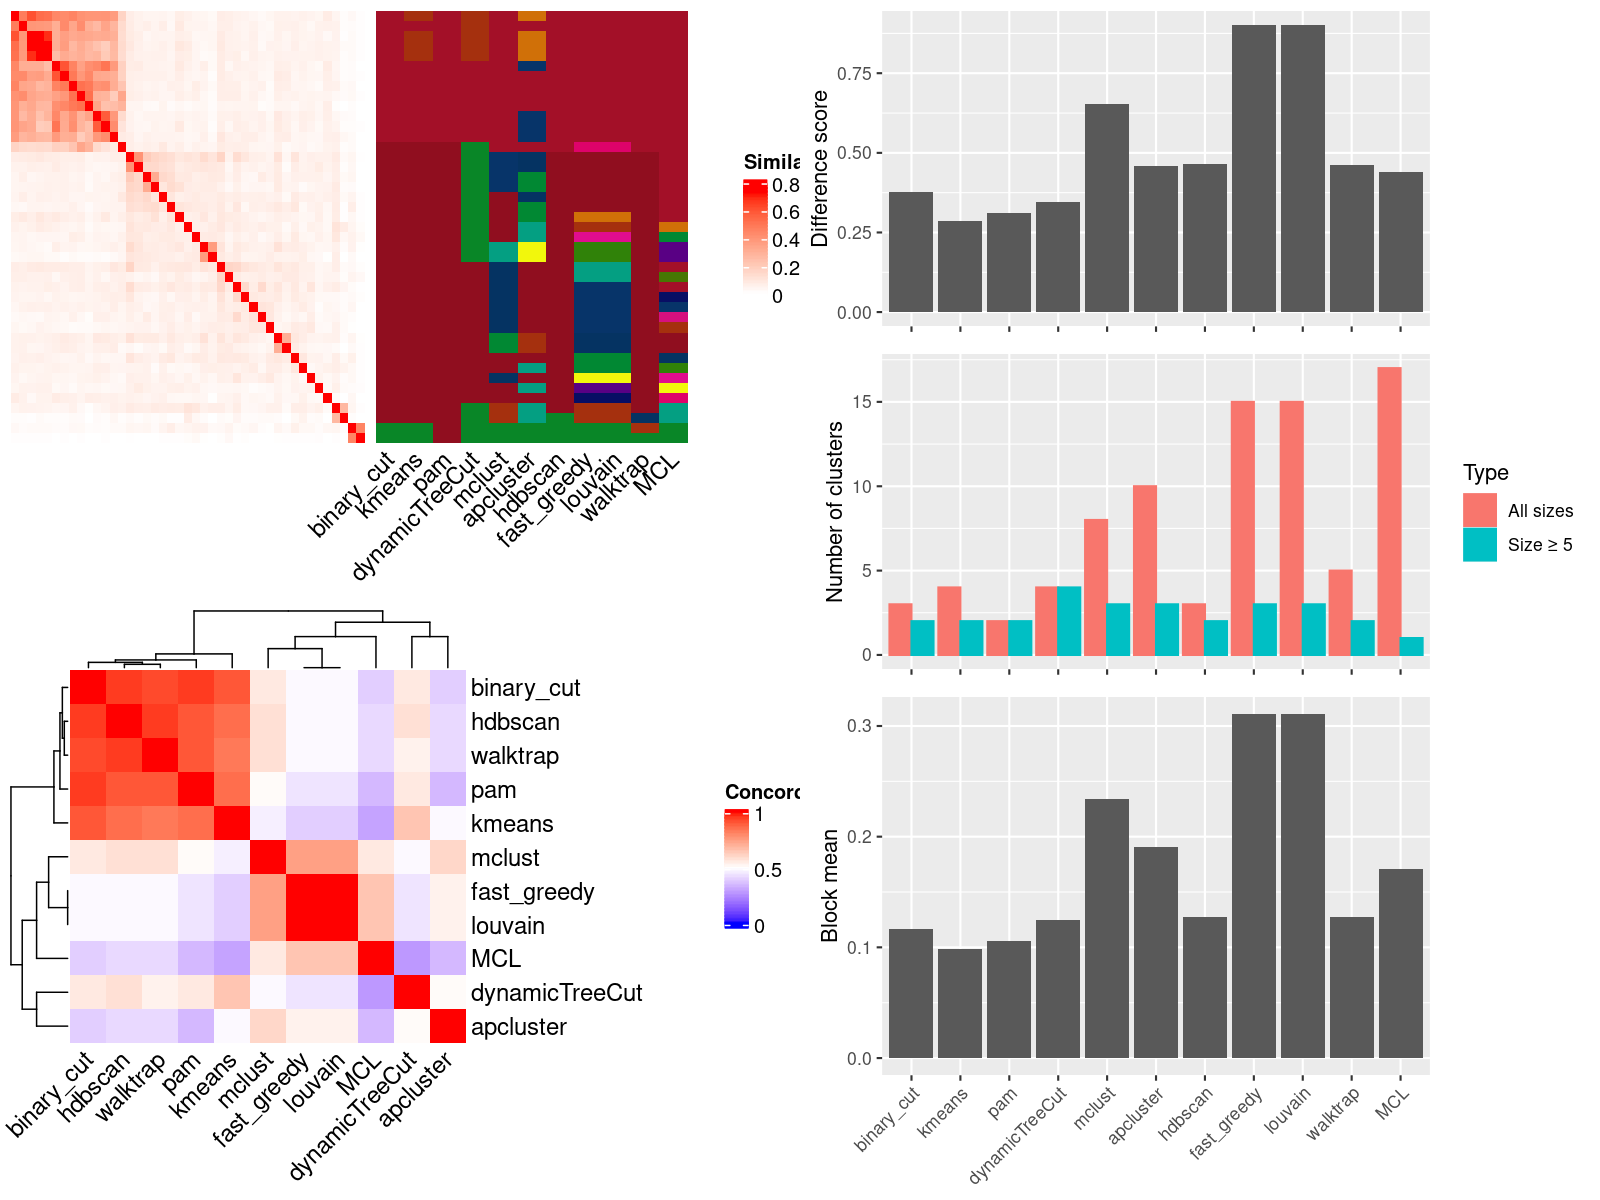 Simila
0.8
0.6
0.4
0.2
0
binary_cut
kmeans
pam
dynamicTreeCut
mclust
apcluster
hdbscan
fast_greedy
louvain
walktrap
MCL
Difference score
0.75
0.50
0.25
0.00
Number of clusters
15
10
5
0
Type
All sizes
Size ≥ 5
binary_cut
hdbscan
walktrap
pam
kmeans
mclust
fast_greedy
louvain
MCL
dynamicTreeCut
apcluster
binary_cut
hdbscan
walktrap
pam
kmeans
mclust
fast_greedy
louvain
MCL
dynamicTreeCut
apcluster
Concord
1
0.5
0
Block mean
0.3
0.2
0.1
0.0
binary_cut
kmeans
pam
dynamicTreeCut
mclust
apcluster
hdbscan
fast_greedy
louvain
walktrap
MCL